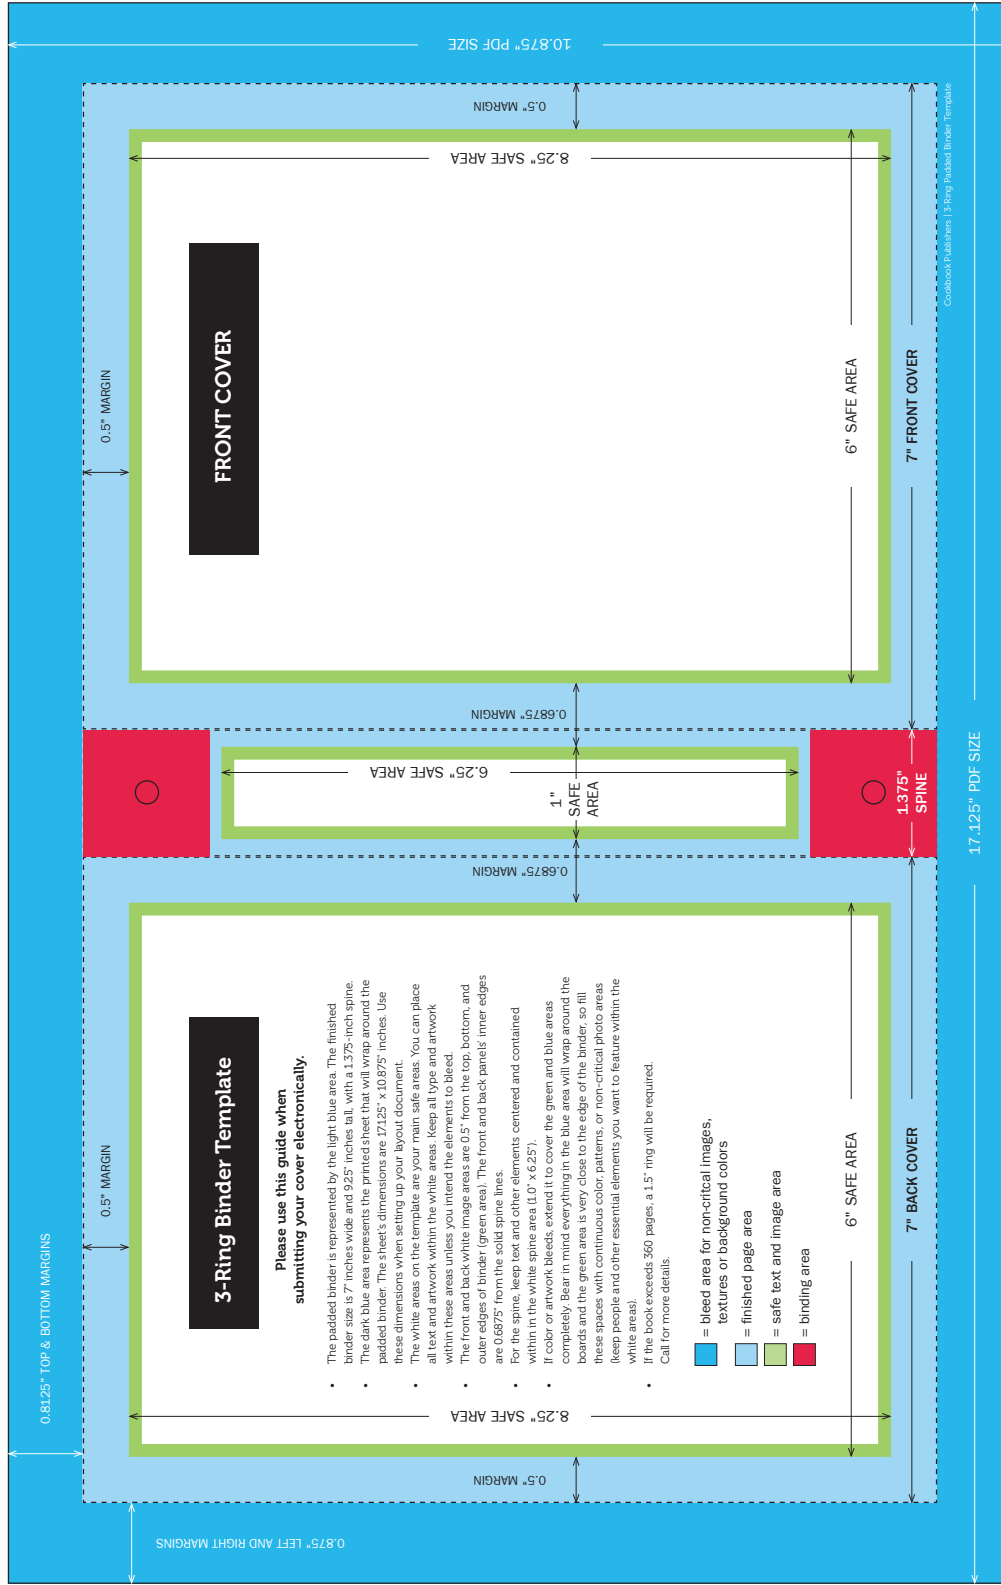 10.875" PDF SIZE
0.8125" TOP & BOTTOM MARGINS
0.875" LEFT AND RIGHT MARGINS
0.5" MARGIN
0.5" MARGIN
8.25" SAFE AREA
3-Ring Binder Template
Please use this guide when
submitting your cover electronically.
• The padded binder is represented by the light blue area. The finished
binder size is 7" inches wide and 9.25" inches tall, with a 1.375-inch spine.
• The dark blue area represents the printed sheet that will wrap around the
padded binder. The sheet's dimensions are 17.125" x 10.875" inches. Use
these dimensions when setting up your layout document.
• The white areas on the template are your main safe areas. You can place
all text and artwork within the white areas. Keep all type and artwork
within these areas unless you intend the elements to bleed.
• The front and back white image areas are 0.5" from the top, bottom, and
outer edges of binder (green area). The front and back panels' inner edges
are 0.6875" from the solid spine lines.
• For the spine, keep text and other elements centered and contained
within in the white spine area (1.0" x 6.25").
• If color or artwork bleeds, extend it to cover the green and blue areas
completely. Bear in mind everything in the blue area will wrap around the
boards and the green area is very close to the edge of the binder, so fill
these spaces with continuous color, patterns, or non-critical photo areas
(keep people and other essential elements you want to feature within the
white areas).
• If the book exceeds 360 pages, a 1.5" ring will be required.
Call for more details.
= bleed area for non-critcal images,
textures or background colors
= finished page area
= safe text and image area
= binding area
6" SAFE AREA
7" BACK COVER
0.6875" MARGIN
6.25" SAFE AREA
1"
SAFE
AREA
1.375"
SPINE
0.6875" MARGIN
0.5" MARGIN
FRONT COVER
8.25" SAFE AREA
0.5" MARGIN
6" SAFE AREA
7" FRONT COVER
Cookbook Publishers | 3-Ring Padded Binder Template
17.125" PDF SIZE